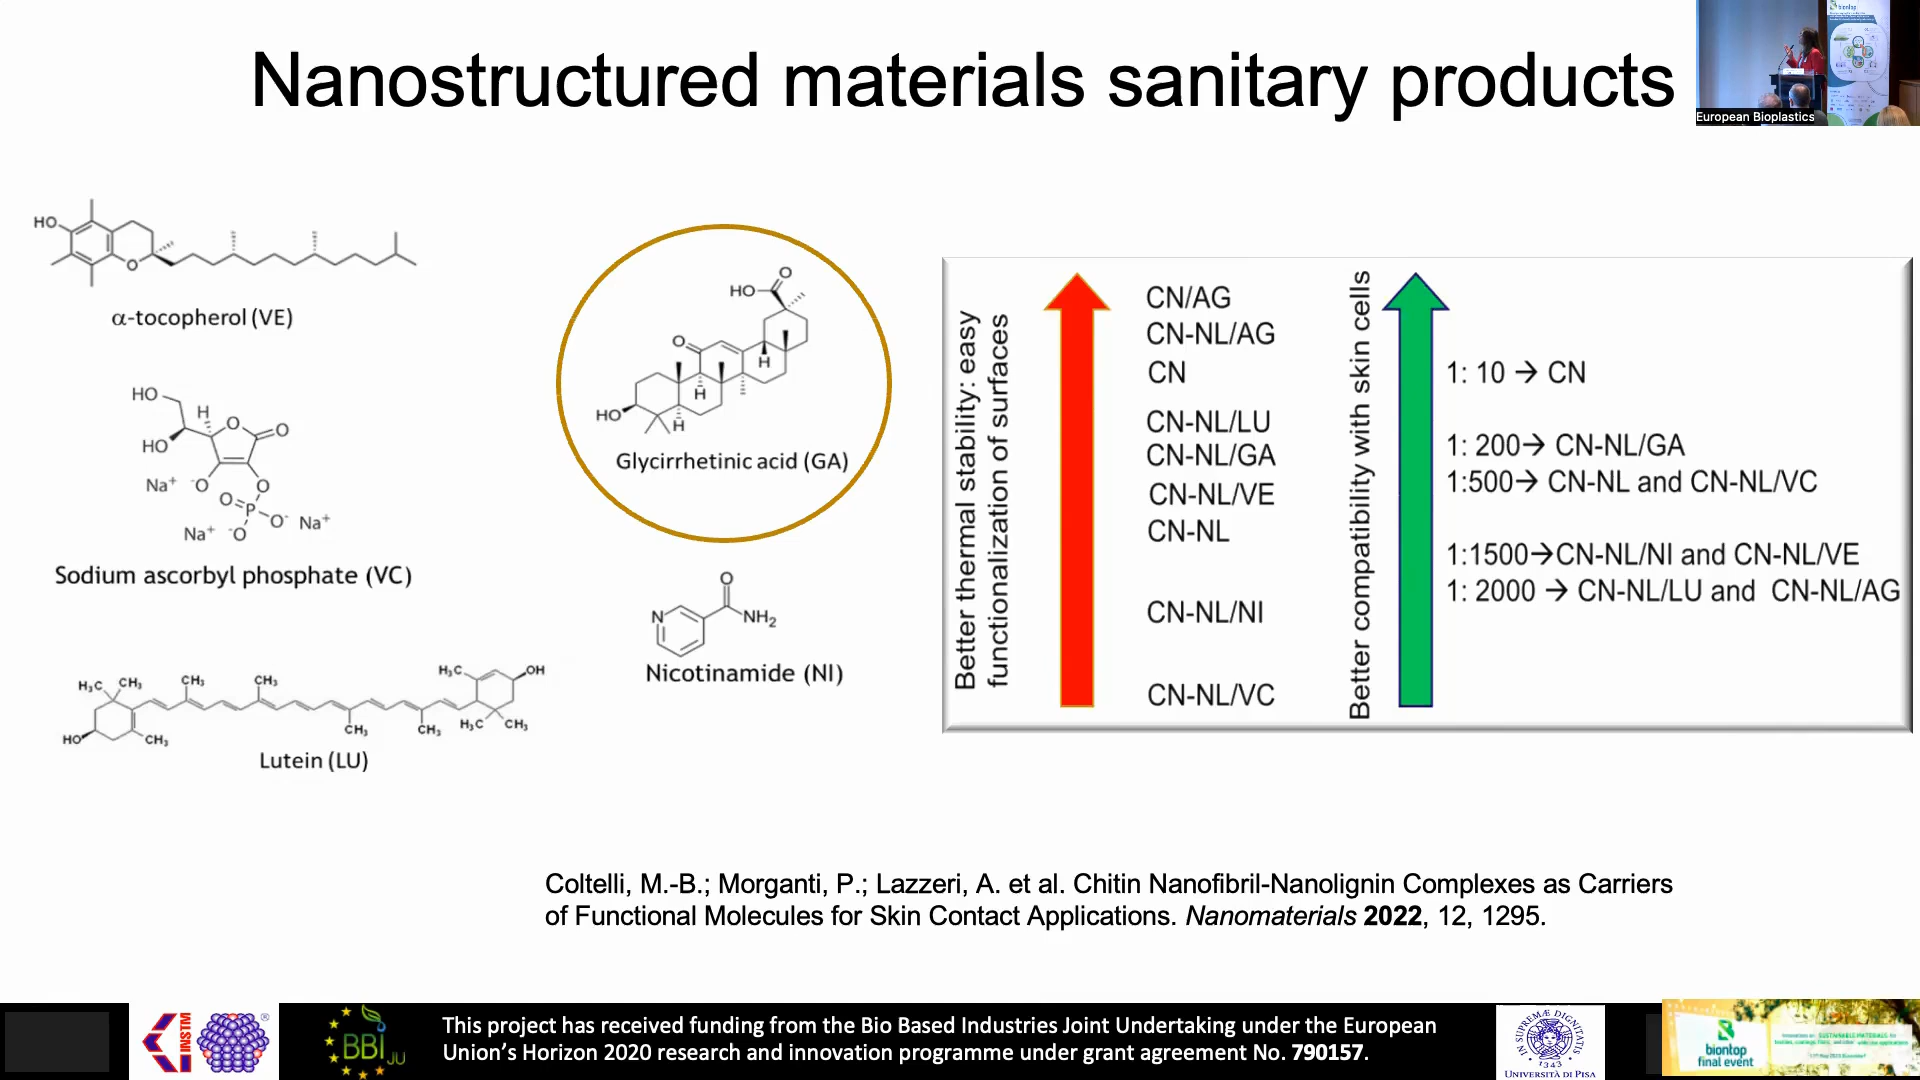 Nanostructured materials sanitary products
biontop
European Bioplastics
HO
O
α-tocopherol (VE)
HO
H
O
O
HO
Na⁺ ⁻O
O
O
P
O⁻ Na⁺
Na⁺ ⁻O
Sodium ascorbyl phosphate (VC)
H₃C CH₃
CH₃
CH₃
H₃C
OH
HO
CH₃
CH₃
CH₃
H₃C
CH₃
Lutein (LU)
O
HO
O
H
H
HO
H
Glycirrhetinic acid (GA)
O
N
NH₂
Nicotinamide (NI)
Better thermal stability: easy
functionalization of surfaces
CN/AG
CN-NL/AG
CN
CN-NL/LU
CN-NL/GA
CN-NL/VE
CN-NL
CN-NL/NI
CN-NL/VC
Better compatibility with skin cells
1: 10 → CN
1: 200→ CN-NL/GA
1:500→ CN-NL and CN-NL/VC
1:1500→CN-NL/NI and CN-NL/VE
1: 2000 → CN-NL/LU and CN-NL/AG
Coltelli, M.-B.; Morganti, P.; Lazzeri, A. et al. Chitin Nanofibril-Nanolignin Complexes as Carriers
of Functional Molecules for Skin Contact Applications. Nanomaterials 2022, 12, 1295.
INSTM
®
BBI JU
This project has received funding from the Bio Based Industries Joint Undertaking under the European
Union's Horizon 2020 research and innovation programme under grant agreement No. 790157.
IN SUPREMÆ DIGNITATIS
1343
UNIVERSITÀ DI PISA
biontop
final event